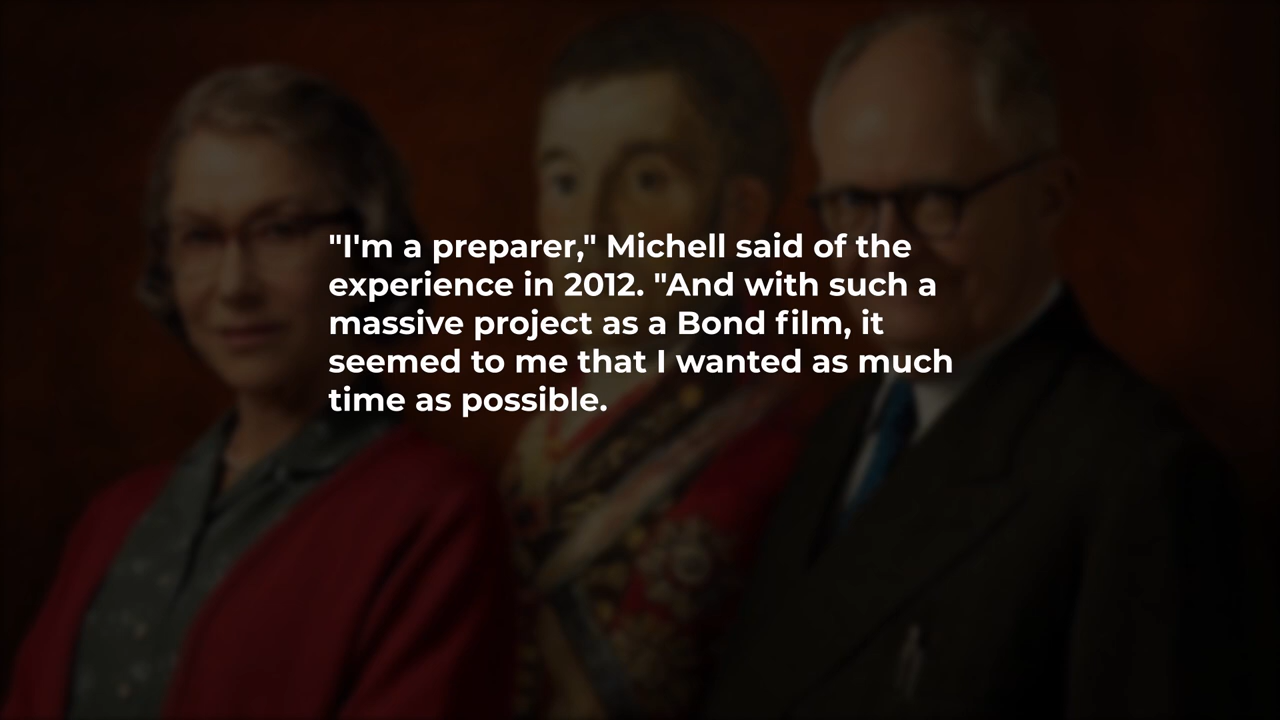 "I'm a preparer," Michell said of the
experience in 2012. "And with such a
massive project as a Bond film, it
seemed to me that I wanted as much
time as possible.